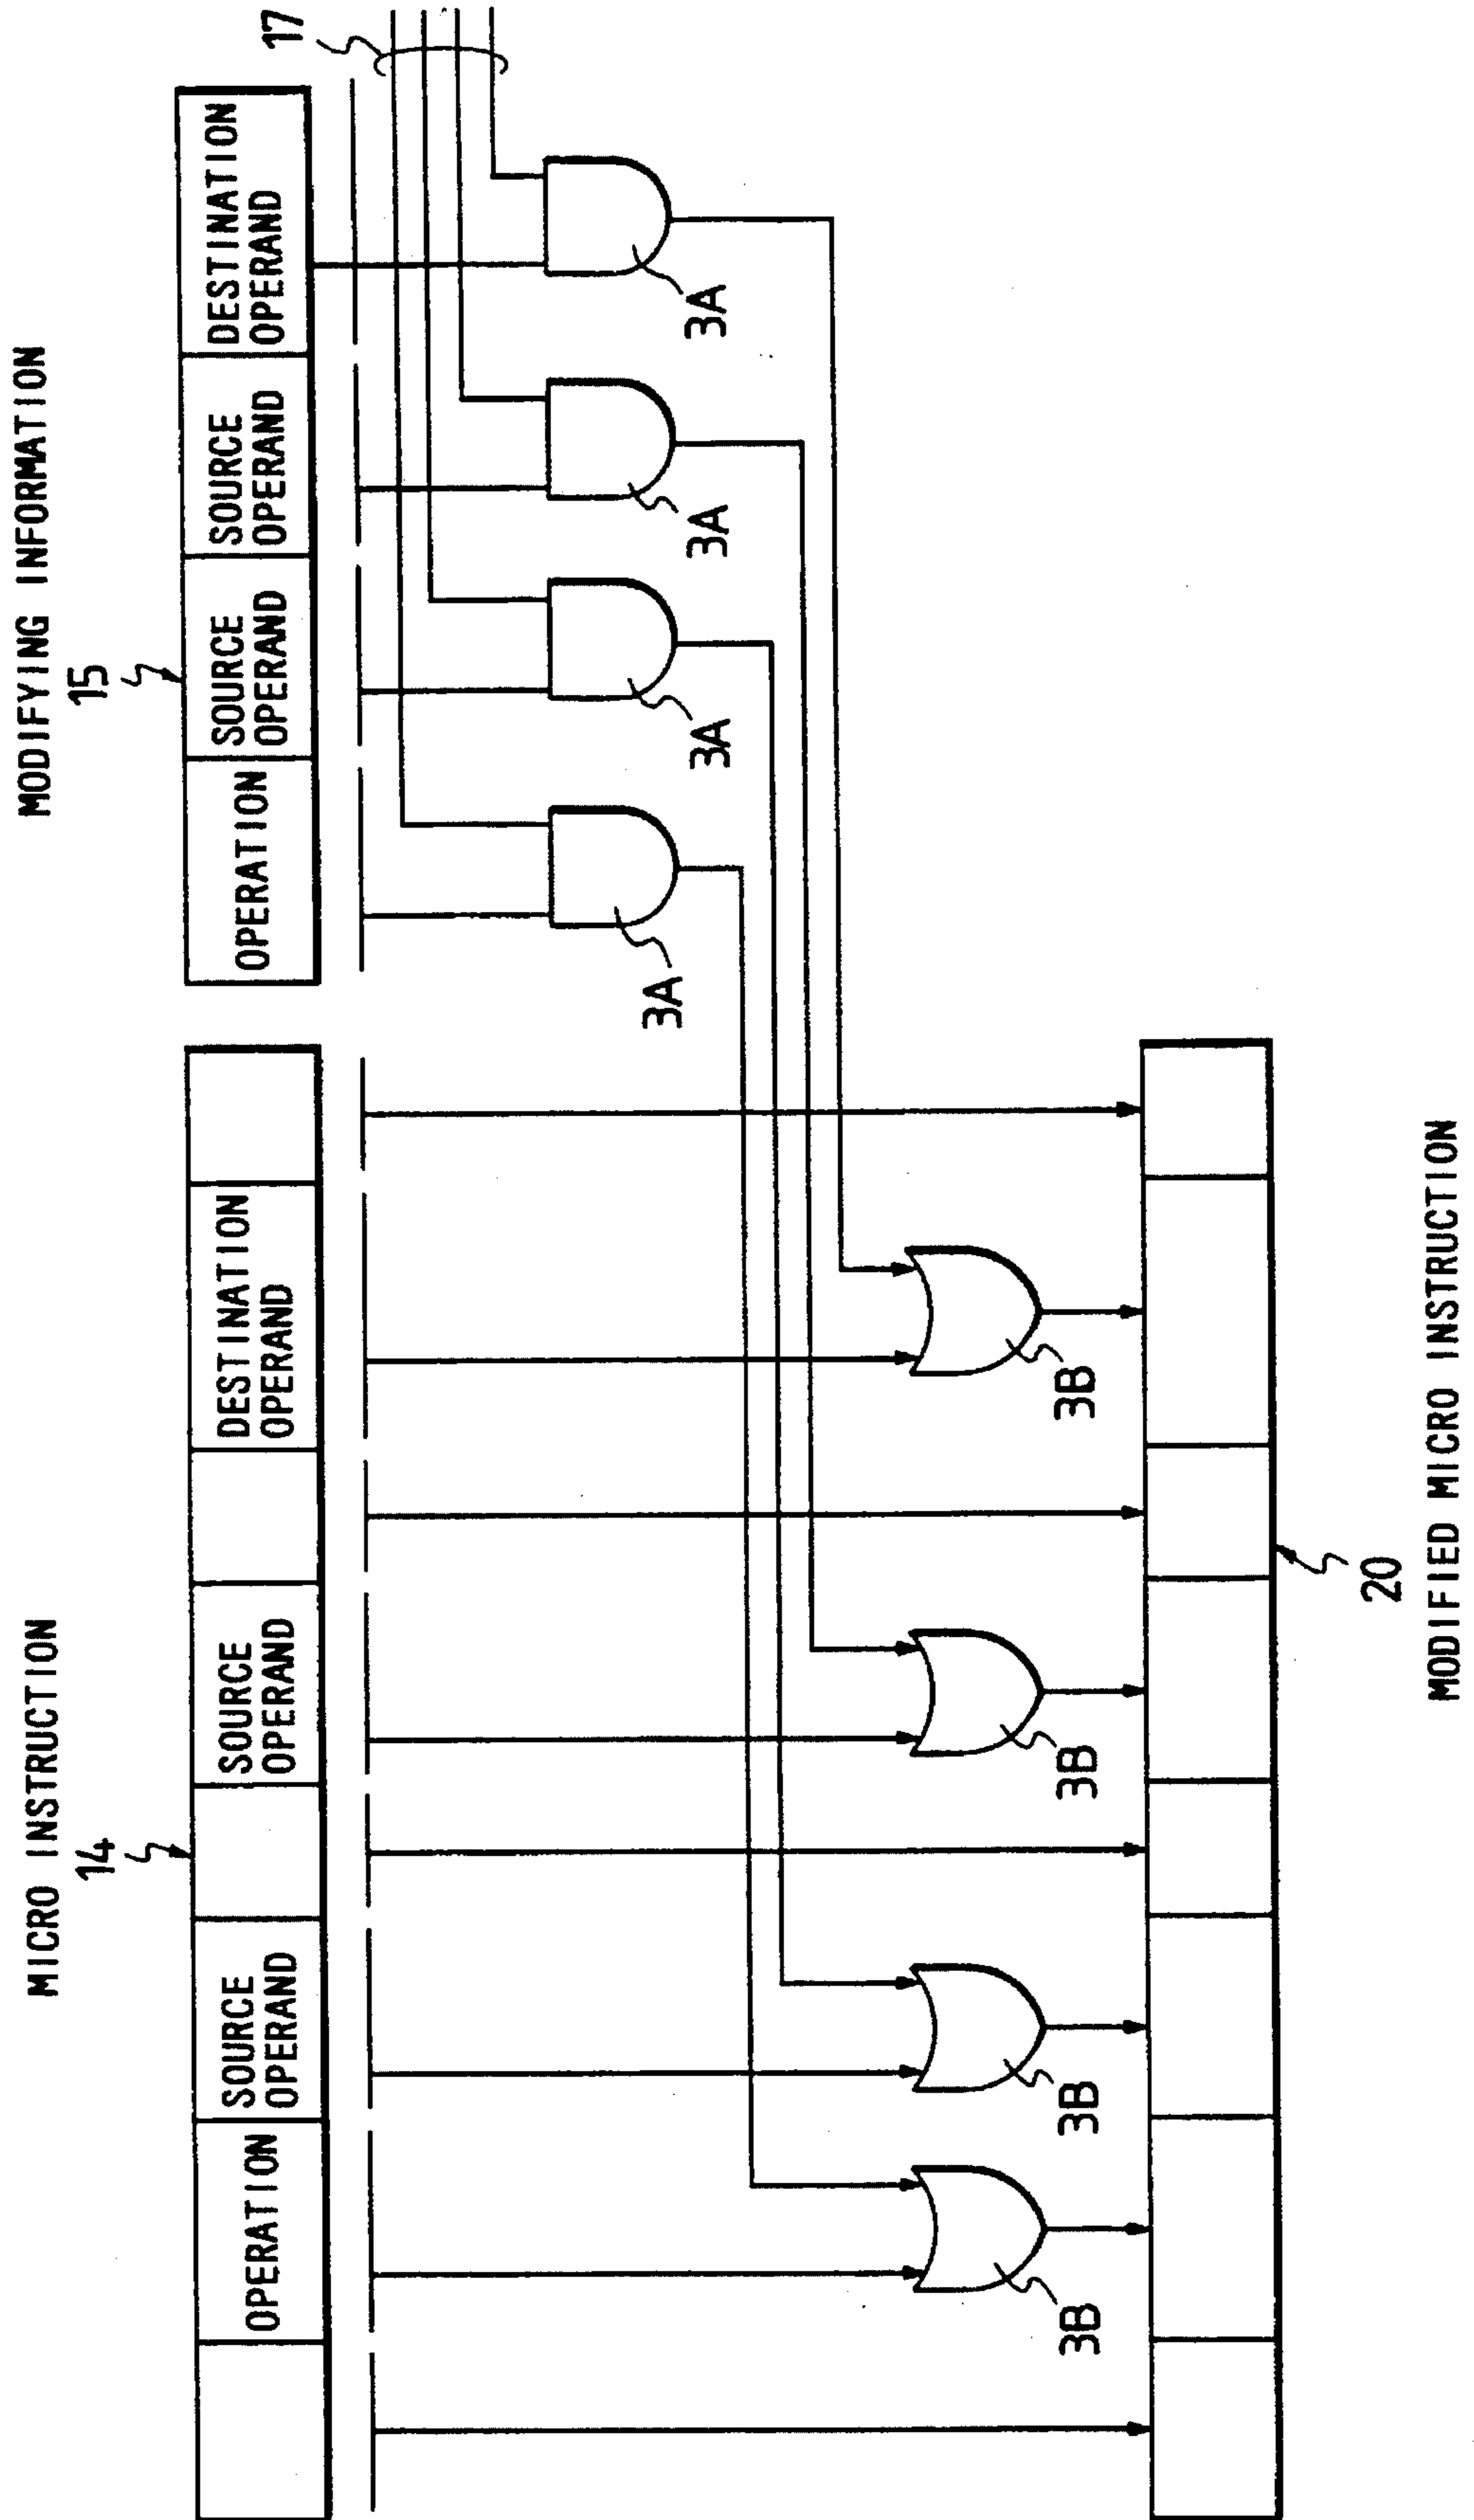 MICRO INSTRUCTION
14
OPERATION
SOURCE
OPERAND
SOURCE
OPERAND
DESTINATION
OPERAND
MODIFYING INFORMATION
15
OPERATION
SOURCE
OPERAND
SOURCE
OPERAND
DESTINATION
OPERAND
17
3A
3A
3A
3A
3B
3B
3B
3B
20
MODIFIED MICRO INSTRUCTION